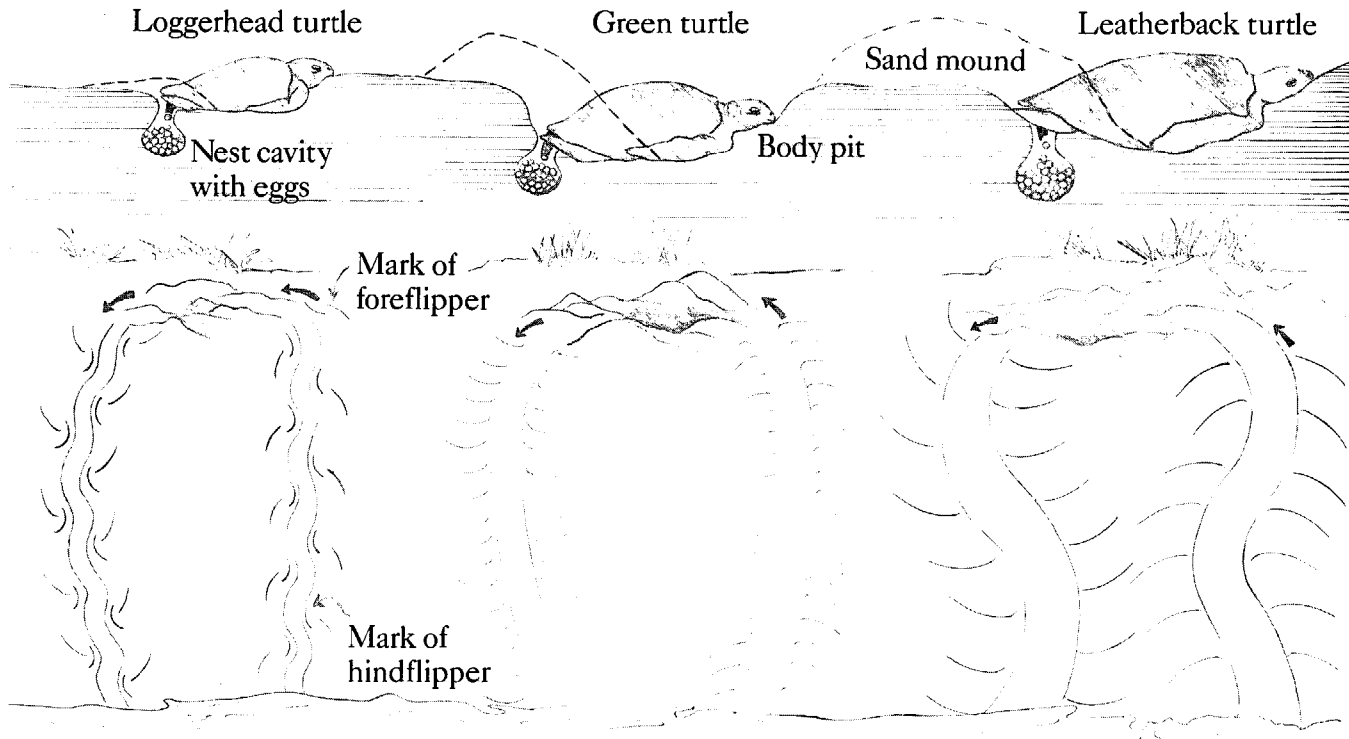 Loggerhead turtle
Green turtle
Leatherback turtle
Sand mound
Nest cavity
with eggs
Body pit
Mark of
foreflipper
Mark of
hindflipper